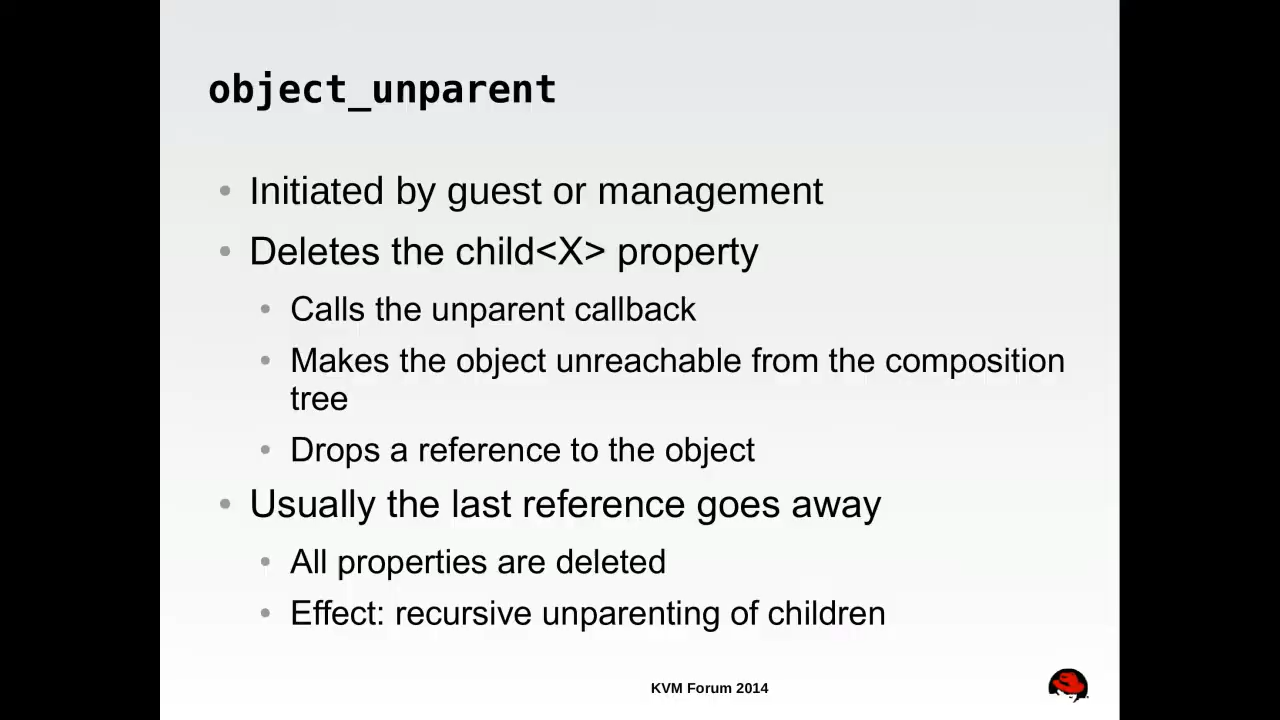 object_unparent
• Initiated by guest or management
• Deletes the child<X> property
• Calls the unparent callback
• Makes the object unreachable from the composition
tree
• Drops a reference to the object
• Usually the last reference goes away
• All properties are deleted
• Effect: recursive unparenting of children
KVM Forum 2014